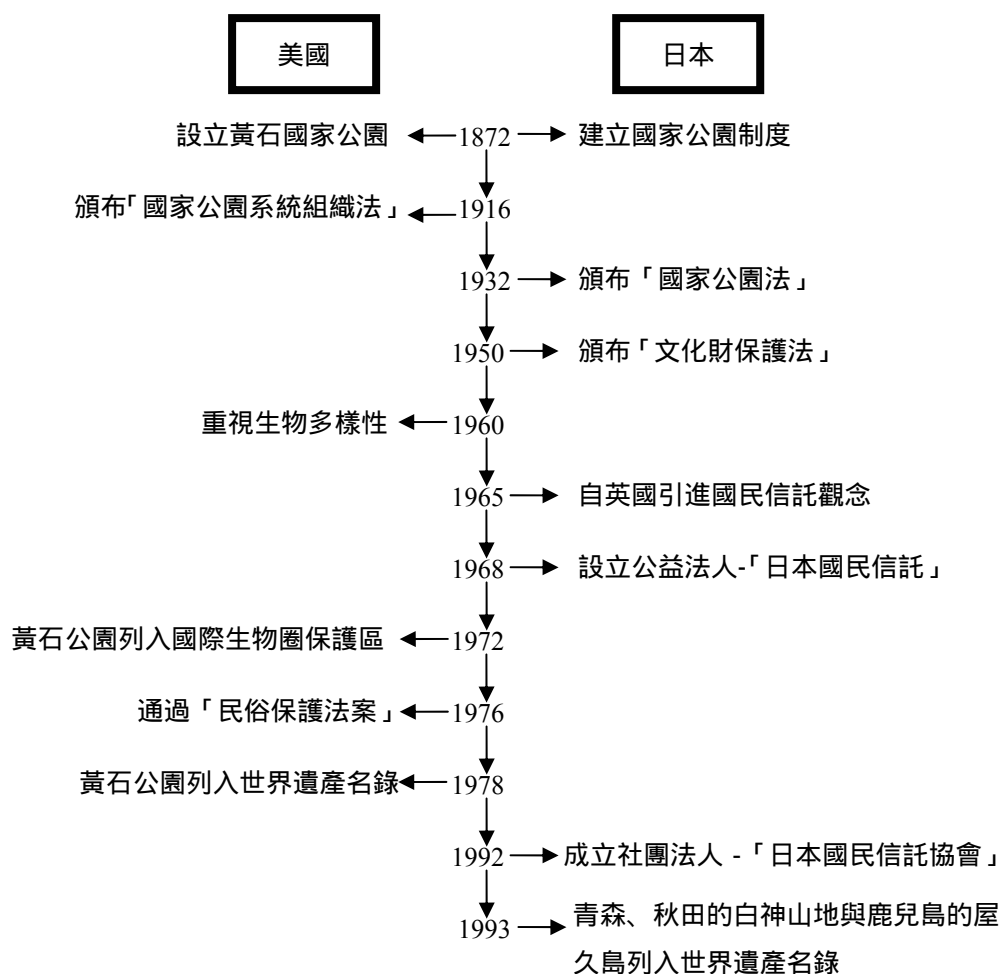 美國 日本
設立黃石國家公園 1872 建立國家公園制度
頒布「國家公園系統組織法」 1916
1932 頒布「國家公園法」
1950 頒布「文化財保護法」
重視生物多樣性 1960
1965 自英國引進國民信託觀念
1968 設立公益法人-「日本國民信託」
黃石公園列入國際生物圈保護區 1972
通過「民俗保護法案」 1976
黃石公園列入世界遺產名錄 1978
1992 成立社團法人 -「日本國民信託協會」
1993 青森、秋田的白神山地與鹿兒島的屋
久島列入世界遺產名錄